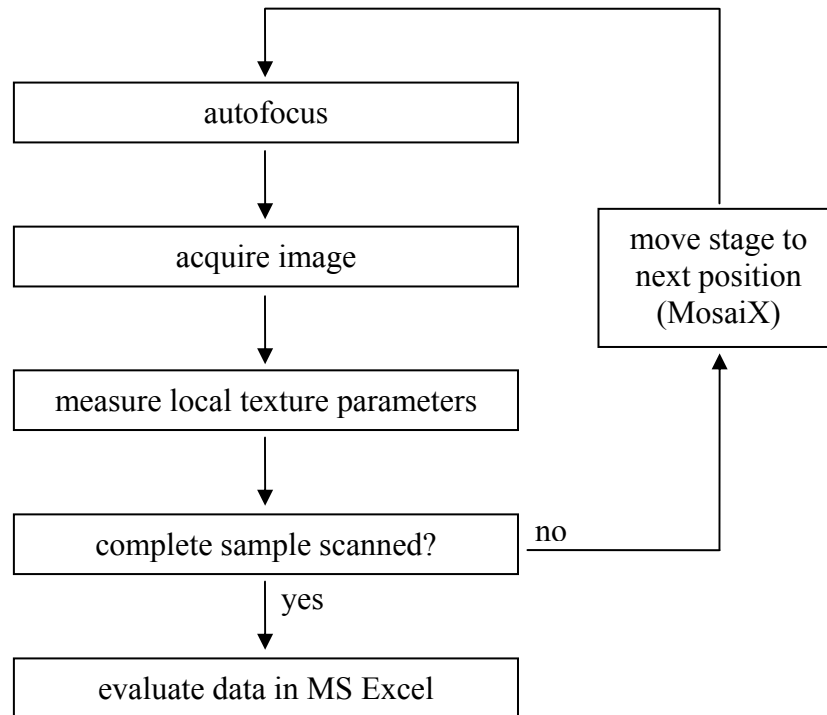 autofocus
acquire image
move stage to
next position
(MosaiX)
measure local texture parameters
complete sample scanned?
no
yes
evaluate data in MS Excel